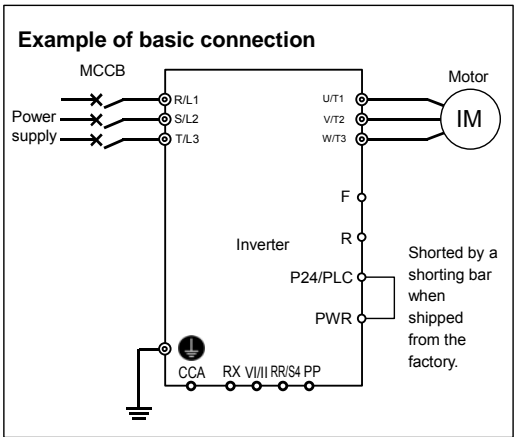 Example of basic connection
MCCB
Motor
R/L1
U/T1
Power
supply
S/L2
V/T2
IM
T/L3
W/T3
F
R
Inverter
P24/PLC
PWR
Shorted by a
shorting bar
when
shipped
from the
factory.
CCA RX VI/II RR/S4 PP